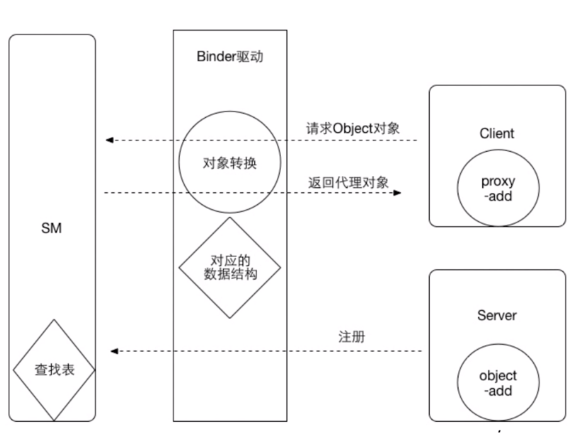 Binder驱动
请求Object对象
Client
对象转换
返回代理对象
proxy
-add
SM
对应的
数据结构
Server
注册
查找表
object
-add